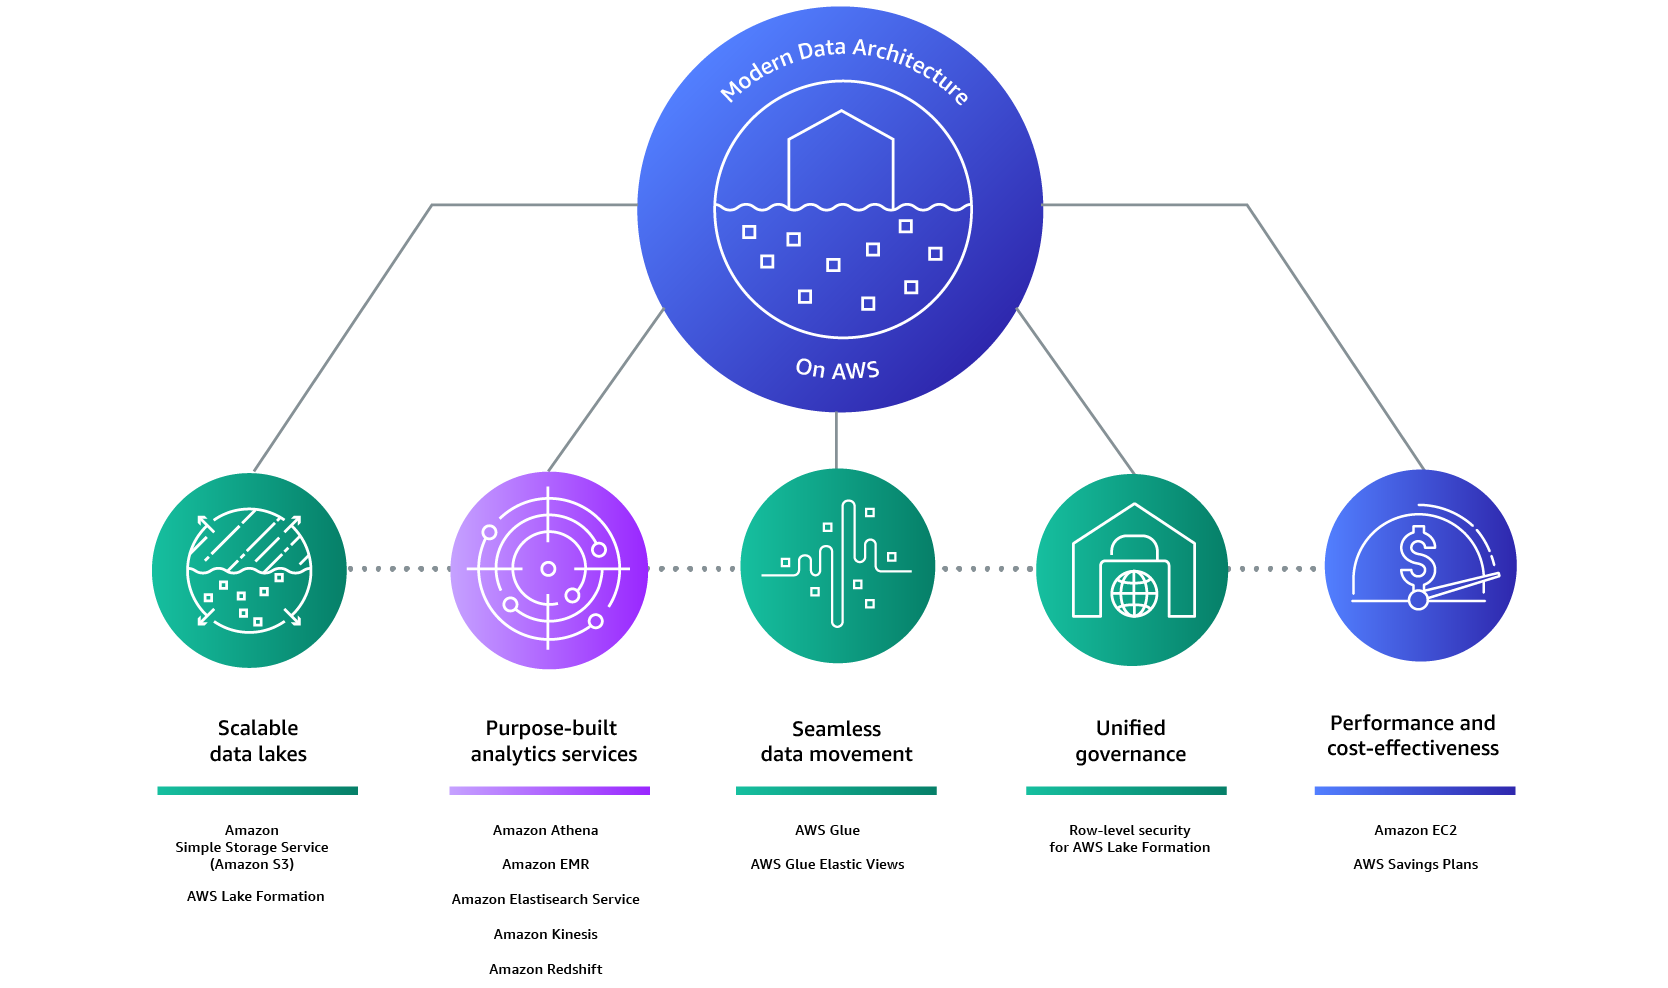 Modern Data Architecture
On AWS
Scalable
data lakes
Amazon
Simple Storage Service
(Amazon S3)
AWS Lake Formation
Purpose-built
analytics services
Amazon Athena
Amazon EMR
Amazon Elastisearch Service
Amazon Kinesis
Amazon Redshift
Seamless
data movement
AWS Glue
AWS Glue Elastic Views
Unified
governance
Row-level security
for AWS Lake Formation
Performance and
cost-effectiveness
Amazon EC2
AWS Savings Plans